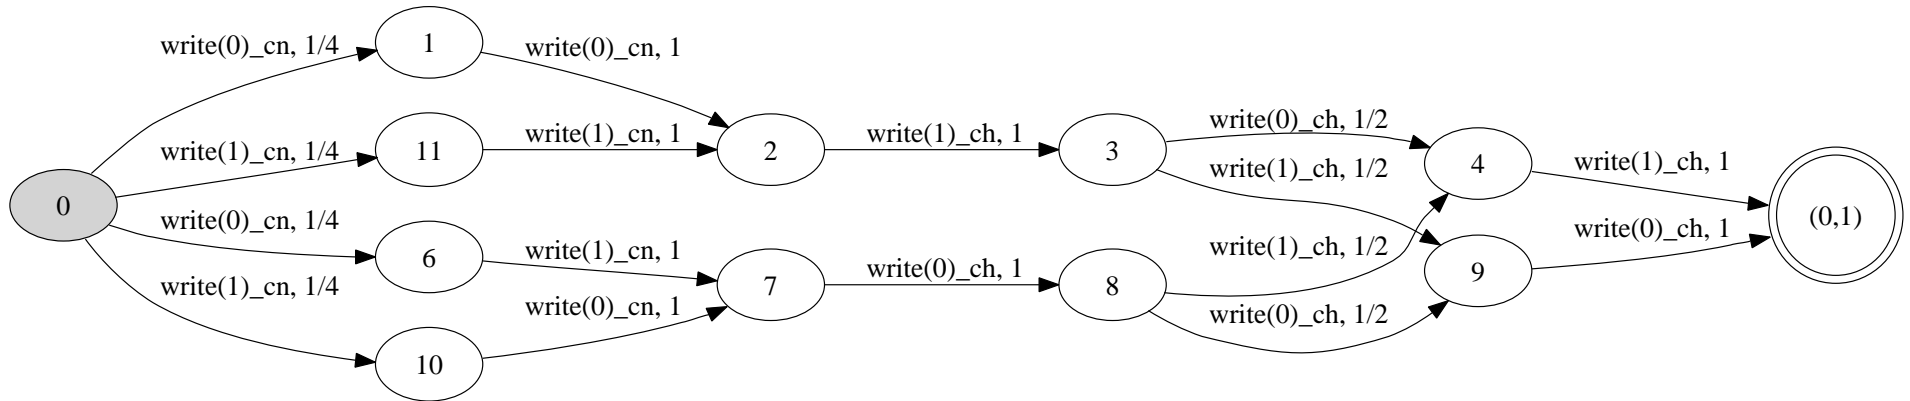 write(0)_cn, 1/4
1
write(0)_cn, 1
write(1)_cn, 1/4
11
write(1)_cn, 1
2
write(1)_ch, 1
3
write(0)_ch, 1/2
write(1)_ch, 1/2
4
write(1)_ch, 1
0
(0,1)
write(0)_cn, 1/4
6
write(1)_cn, 1
7
write(0)_ch, 1
8
write(1)_ch, 1/2
write(0)_ch, 1/2
9
write(0)_ch, 1
write(1)_cn, 1/4
10
write(0)_cn, 1